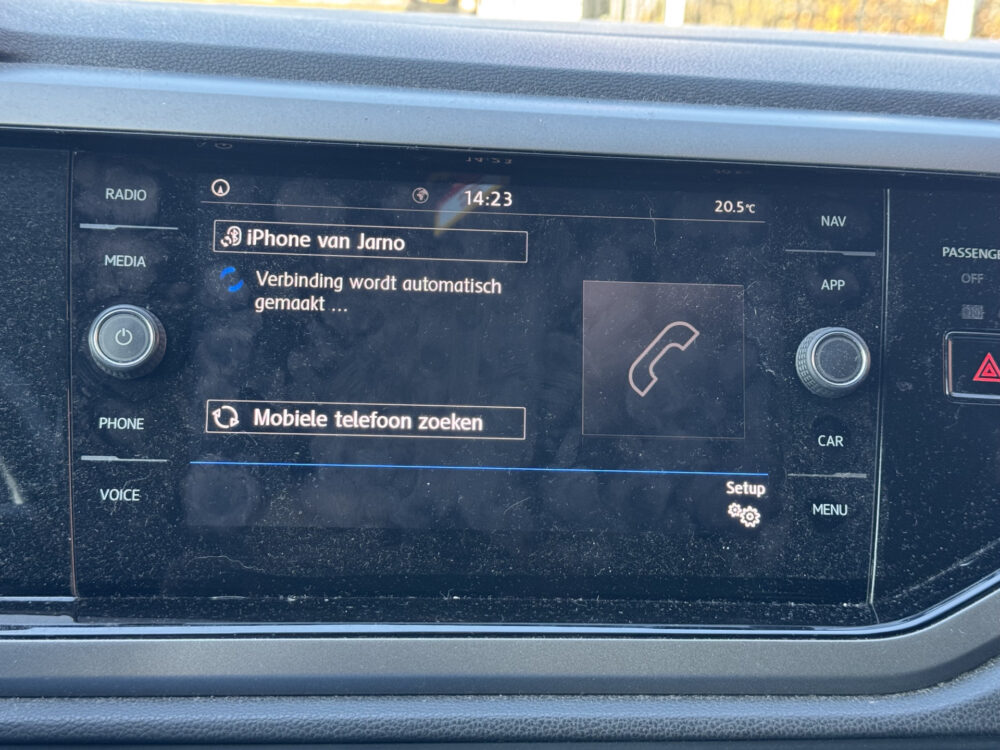 RADIO
MEDIA
PHONE
VOICE
14:23
20.5°C
iPhone van Jarno
Verbinding wordt automatisch
gemaakt ...
Mobiele telefoon zoeken
Setup
NAV
APP
CAR
MENU
PASSENGE
OFF